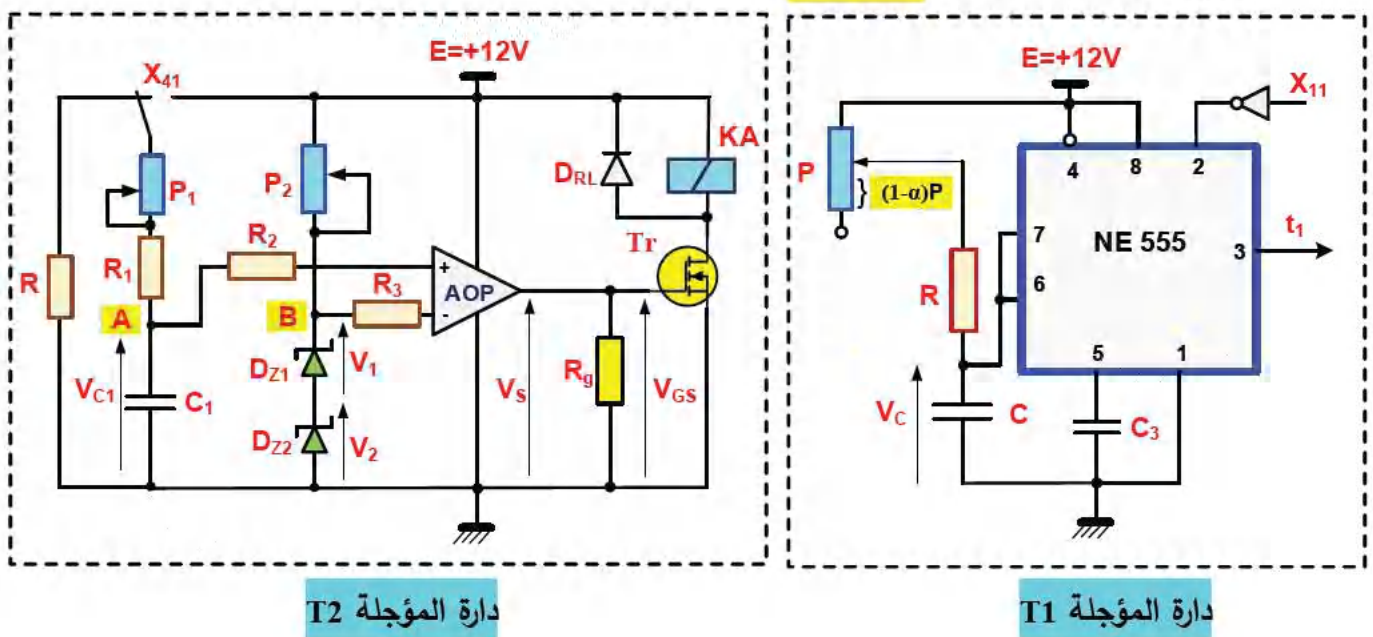 E=+12V
X41
KA
DRL
P1
P2
Tr
R2
R
R1
R3
+
AOP
-
A
B
DZ1
V1
VC1
C1
VS
Rg
VGS
DZ2
V2
دارة المؤجلة T2
E=+12V
X11
P
} (1-α)P
4
8
2
NE 555
7
3
t1
6
R
5
1
VC
C
C3
دارة المؤجلة T1